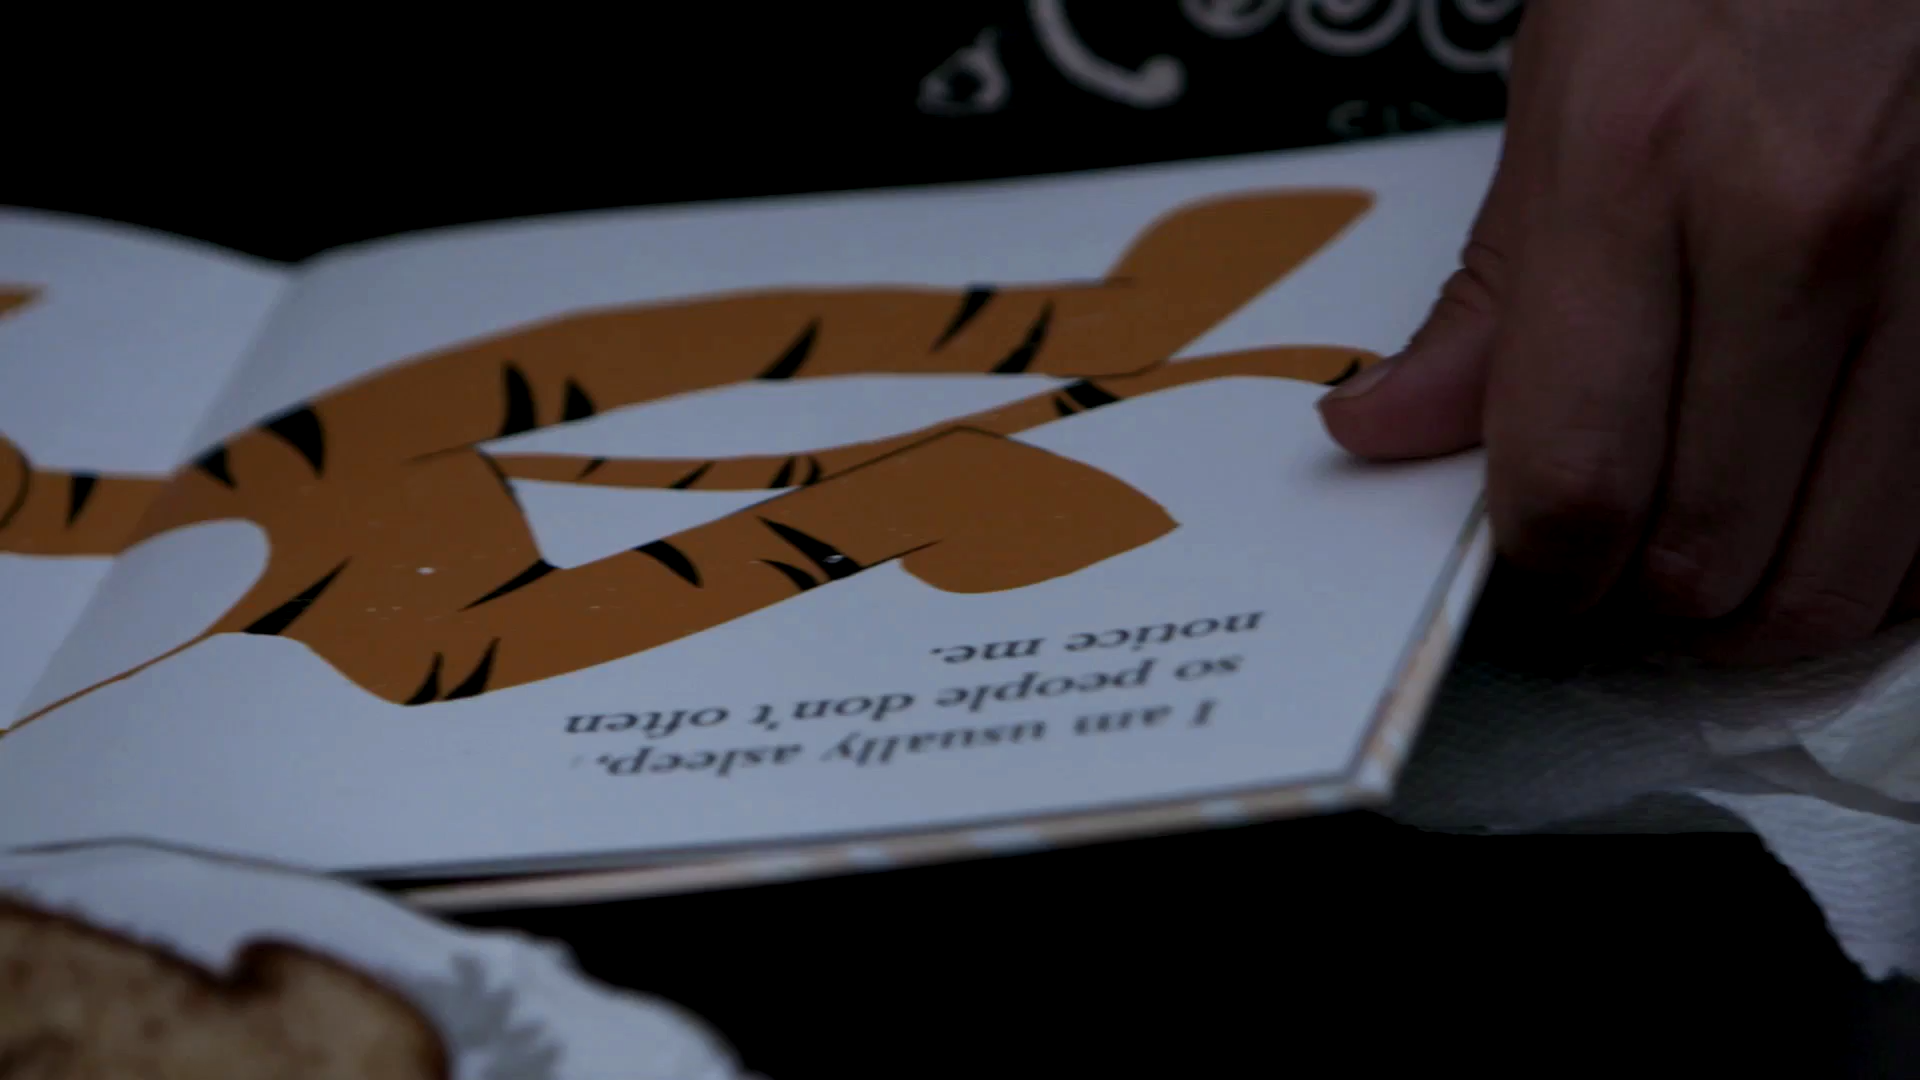 I am usually asleep,
so people don't often
notice me.